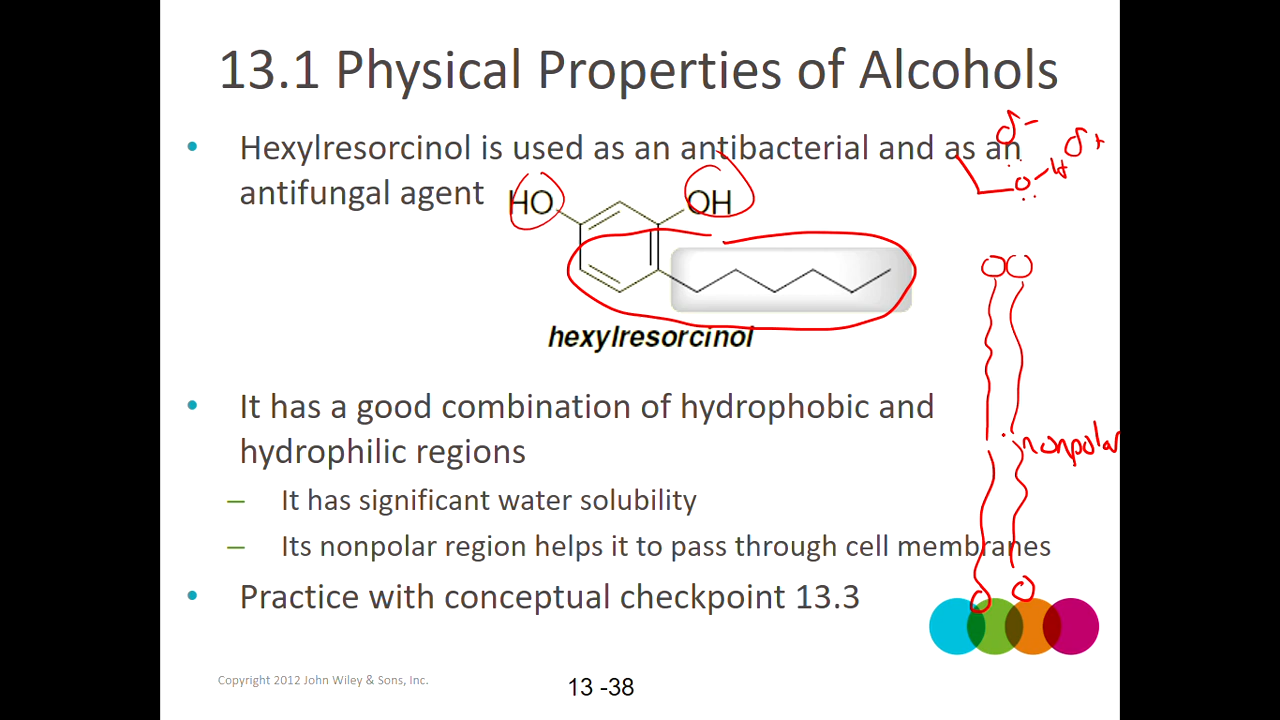 13.1 Physical Properties of Alcohols
• Hexylresorcinol is used as an antibacterial and as an
antifungal agent
δ-
δ+
O-H
HO
OH
hexylresorcinol
• It has a good combination of hydrophobic and
hydrophilic regions
nonpolar
– It has significant water solubility
– Its nonpolar region helps it to pass through cell membranes
• Practice with conceptual checkpoint 13.3
Copyright 2012 John Wiley & Sons, Inc.
13 -38